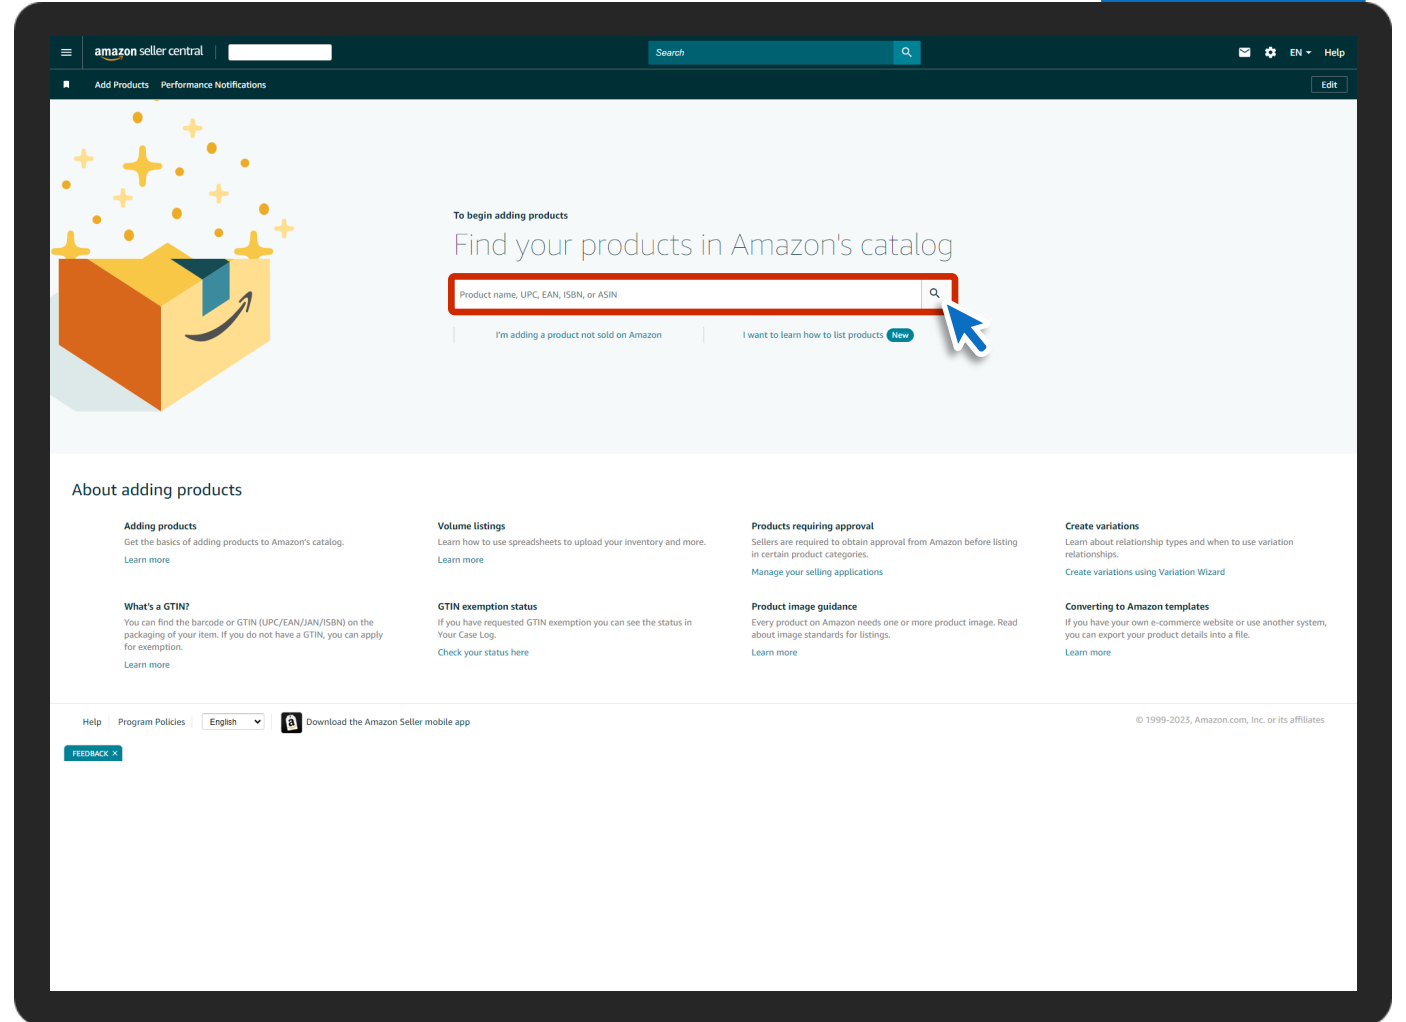 amazon seller central
Search
EN
Help
Add Products
Performance Notifications
Edit
To begin adding products
Find your products in Amazon's catalog
Product name, UPC, EAN, ISBN, or ASIN
I'm adding a product not sold on Amazon
I want to learn how to list products New
About adding products
Adding products
Get the basics of adding products to Amazon's catalog.
Learn more
Volume listings
Learn how to use spreadsheets to upload your inventory and more.
Learn more
Products requiring approval
Sellers are required to obtain approval from Amazon before listing
in certain product categories.
Manage your selling applications
Create variations
Learn about relationship types and when to use variation
relationships.
Create variations using Variation Wizard
What's a GTIN?
You can find the barcode or GTIN (UPC/EAN/JAN/ISBN) on the
packaging of your item. If you do not have a GTIN, you can apply
for exemption.
Learn more
GTIN exemption status
If you have requested GTIN exemption you can see the status in
Your Case Log.
Check your status here
Product image guidance
Every product on Amazon needs one or more product image. Read
about image standards for listings.
Learn more
Converting to Amazon templates
If you have your own e-commerce website or use another system,
you can export your product details into a file.
Learn more
Help
Program Policies
English
Download the Amazon Seller mobile app
© 1999-2023, Amazon.com, Inc. or its affiliates
FEEDBACK ×